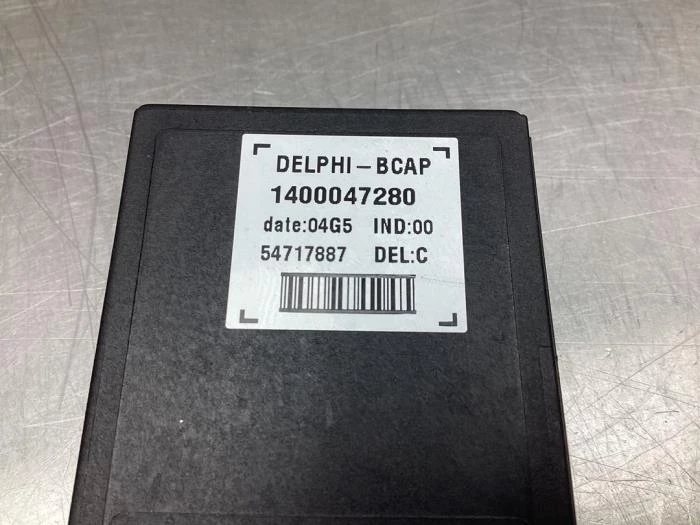 DELPHI-BCAP
1400047280
date:04G5 IND:00
54717887 DEL:C